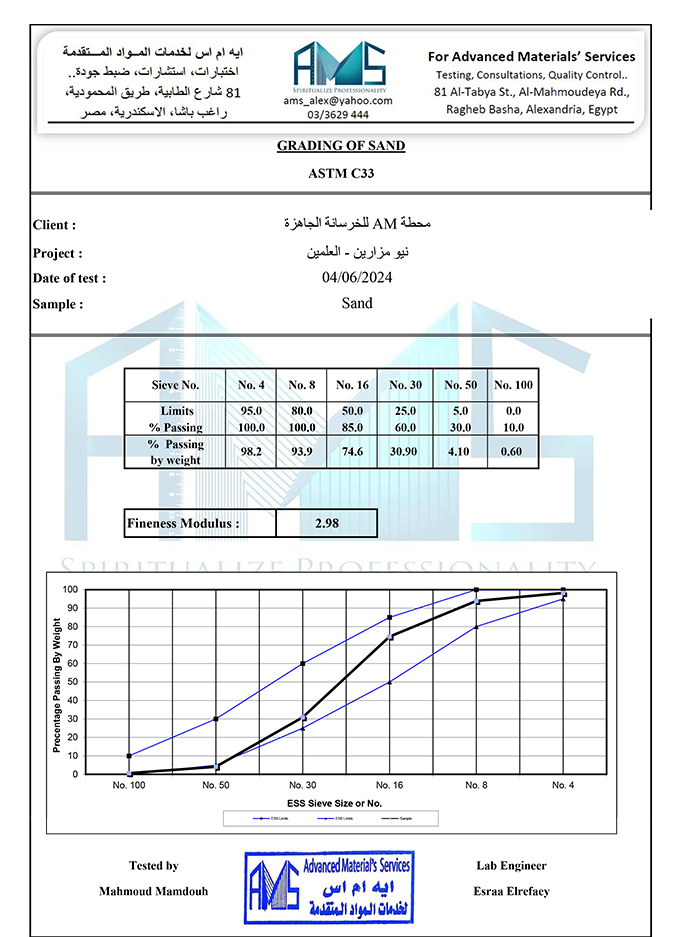 ايه ام اس لخدمات المواد المتقدمة
اختبارات، استشارات، ضبط جودة..
81 شارع الطابية، طريق المحمودية،
راغب باشا، الاسكندرية، مصر
AMS
SPIRITUALIZE PROFESSIONALITY
ams_alex@yahoo.com
03/3629 444
For Advanced Materials' Services
Testing, Consultations, Quality Control..
81 Al-Tabya St., Al-Mahmoudeya Rd.,
Ragheb Basha, Alexandria, Egypt
GRADING OF SAND
ASTM C33
Client : محطة AM للخرسانة الجاهزة
Project : نيو مزارين - العلمين
Date of test : 04/06/2024
Sample : Sand
AMS
SPIRITUALIZE PROFESSIONALITY
Sieve No. No. 4 No. 8 No. 16 No. 30 No. 50 No. 100
Limits 95.0 80.0 50.0 25.0 5.0 0.0
% Passing 100.0 100.0 85.0 60.0 30.0 10.0
% Passing
by weight 98.2 93.9 74.6 30.90 4.10 0.60
Fineness Modulus : 2.98
Precentage Passing By Weight
100
90
80
70
60
50
40
30
20
10
0
No. 100 No. 50 No. 30 No. 16 No. 8 No. 4
ESS Sieve Size or No.
ESS Limits ESS Limits Sample
Tested by
Mahmoud Mamdouh
AMS
Advanced Material's Services
ايه ام اس
لخدمات المواد المتقدمة
Lab Engineer
Esraa Elrefaey